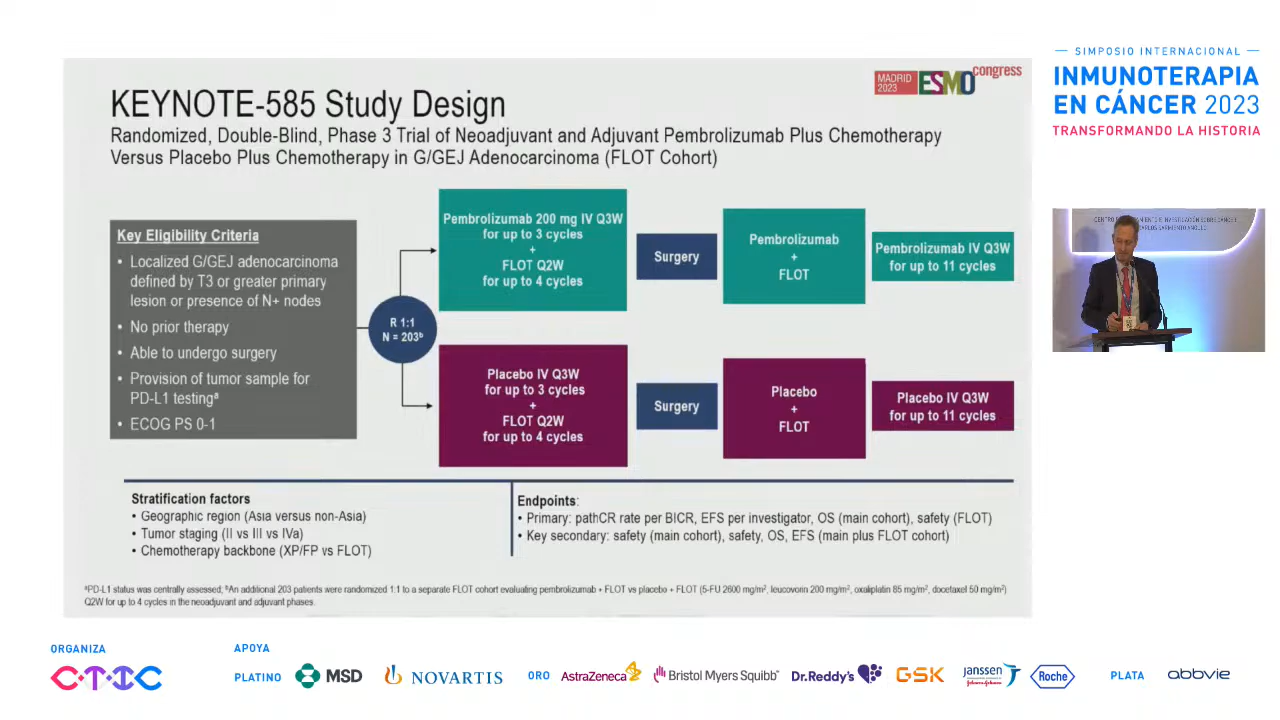 SIMPOSIO INTERNACIONAL
INMUNOTERAPIA
EN CÁNCER 2023
TRANSFORMANDO LA HISTORIA
MADRID
2023
ESMO congress
KEYNOTE-585 Study Design
Randomized, Double-Blind, Phase 3 Trial of Neoadjuvant and Adjuvant Pembrolizumab Plus Chemotherapy
Versus Placebo Plus Chemotherapy in G/GEJ Adenocarcinoma (FLOT Cohort)
Key Eligibility Criteria
• Localized G/GEJ adenocarcinoma
defined by T3 or greater primary
lesion or presence of N+ nodes
• No prior therapy
• Able to undergo surgery
• Provision of tumor sample for
PD-L1 testingᵃ
• ECOG PS 0-1
R 1:1
N = 203ᵇ
Pembrolizumab 200 mg IV Q3W
for up to 3 cycles
+
FLOT Q2W
for up to 4 cycles
Surgery
Pembrolizumab
+
FLOT
Pembrolizumab IV Q3W
for up to 11 cycles
Placebo IV Q3W
for up to 3 cycles
+
FLOT Q2W
for up to 4 cycles
Surgery
Placebo
+
FLOT
Placebo IV Q3W
for up to 11 cycles
Stratification factors
• Geographic region (Asia versus non-Asia)
• Tumor staging (II vs III vs IVa)
• Chemotherapy backbone (XP/FP vs FLOT)
Endpoints:
• Primary: pathCR rate per BICR, EFS per investigator, OS (main cohort), safety (FLOT)
• Key secondary: safety (main cohort), safety, OS, EFS (main plus FLOT cohort)
ᵃPD-L1 status was centrally assessed; ᵇAn additional 203 patients were randomized 1:1 to a separate FLOT cohort evaluating pembrolizumab + FLOT vs placebo + FLOT (5-FU 2600 mg/m², leucovorin 200 mg/m², oxaliplatin 85 mg/m², docetaxel 50 mg/m²)
Q2W for up to 4 cycles in the neoadjuvant and adjuvant phases.
ORGANIZA
CTIC
APOYA
PLATINO
MSD
NOVARTIS
ORO
AstraZeneca
Bristol Myers Squibb™
Dr.Reddy's
GSK
Janssen
Johnson-Johnson
Roche
PLATA
abbvie